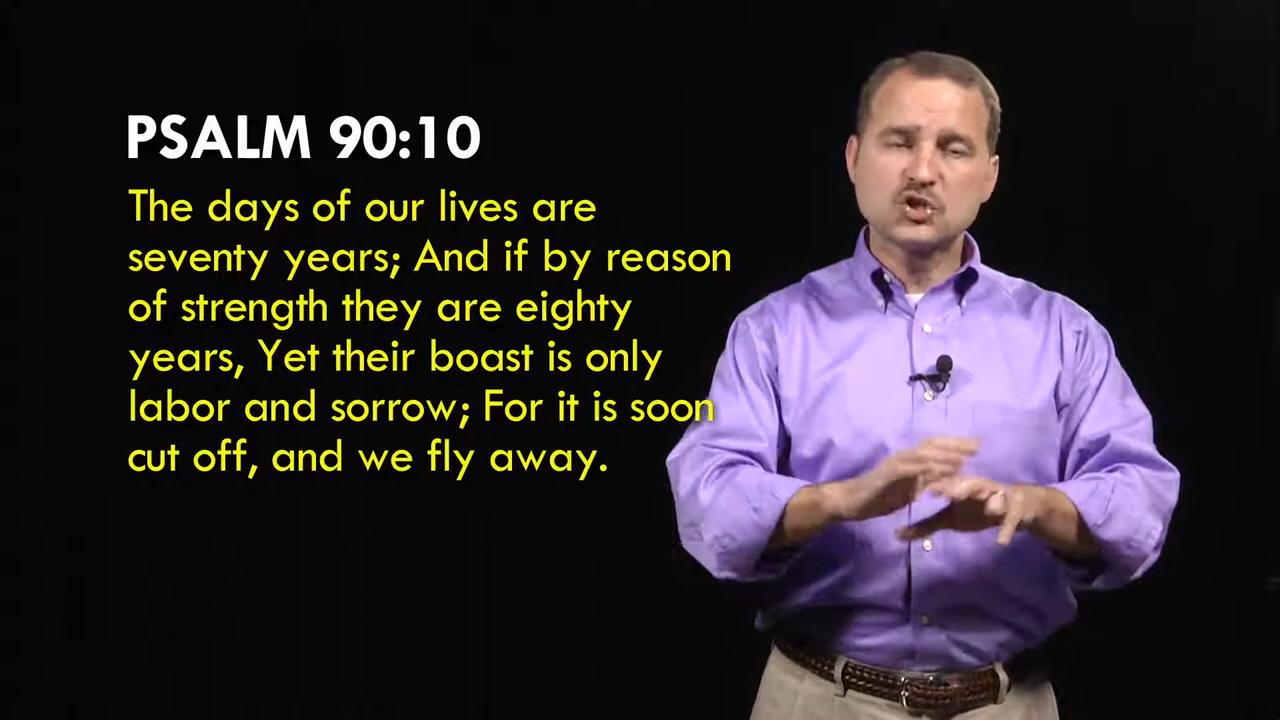 PSALM 90:10
The days of our lives are
seventy years; And if by reason
of strength they are eighty
years, Yet their boast is only
labor and sorrow; For it is soon
cut off, and we fly away.